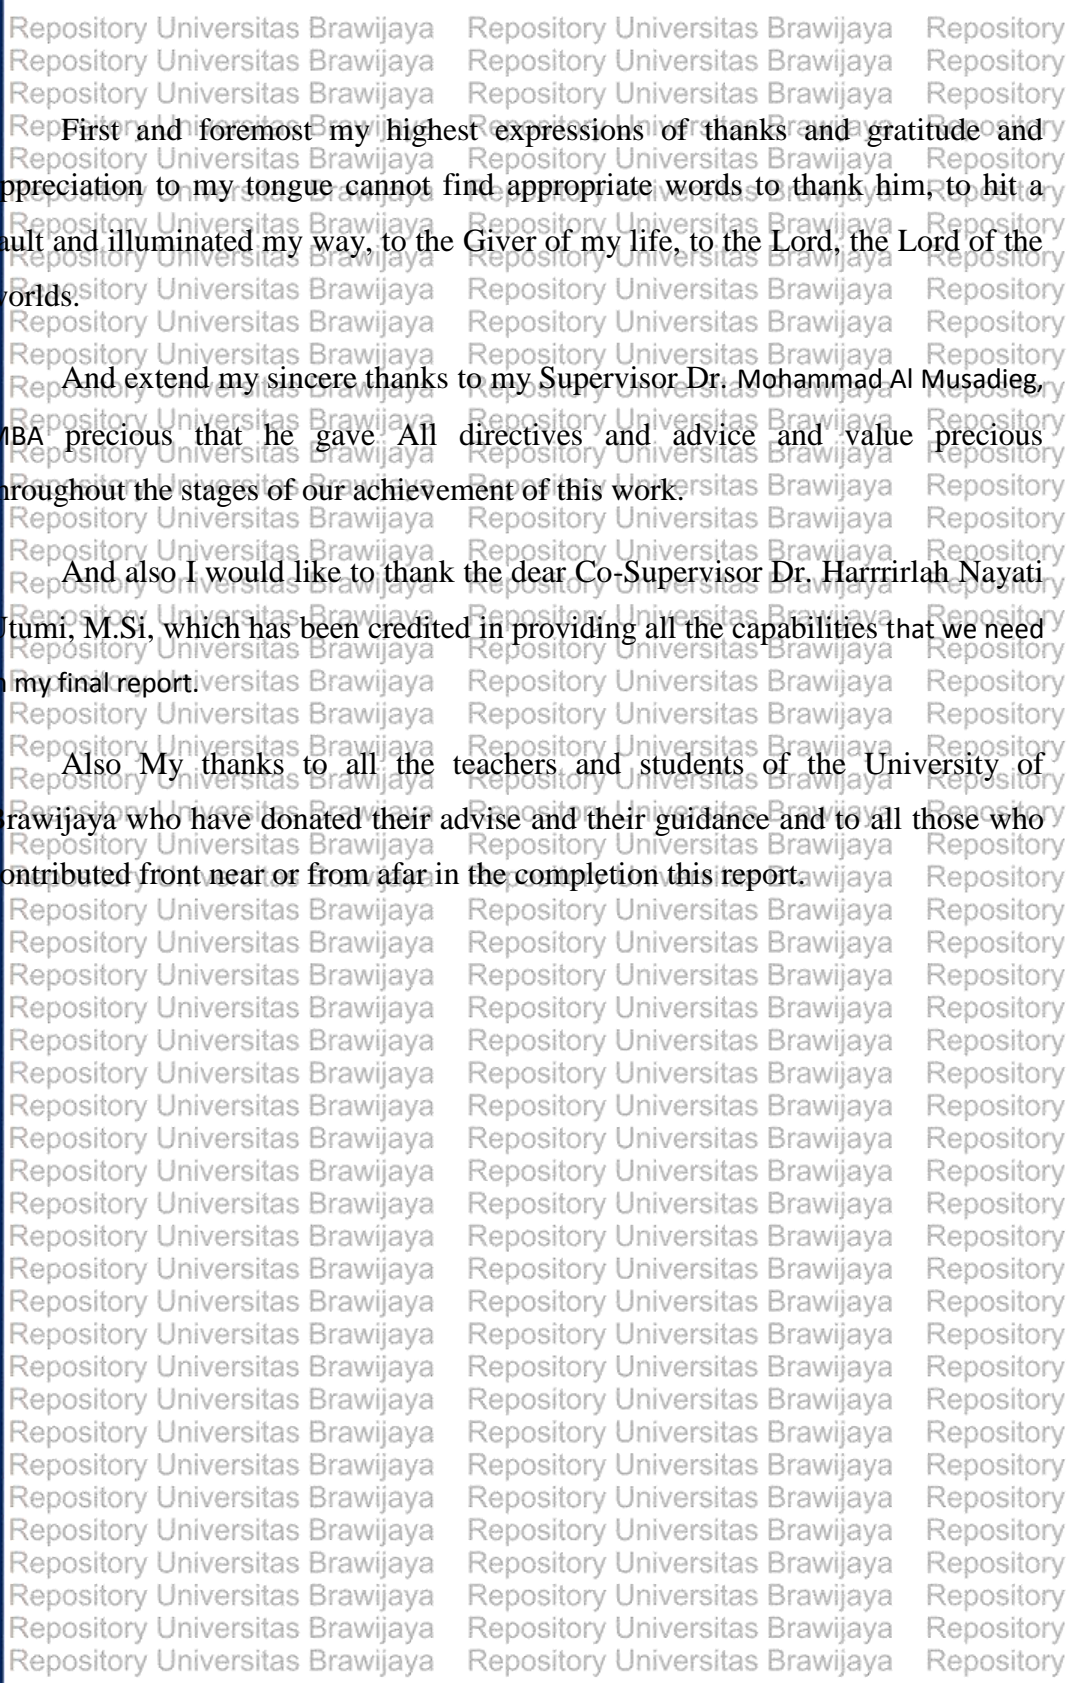 First and foremost my highest expressions of thanks and gratitude and
ppreciation to my tongue cannot find appropriate words to thank him, to hit a
ault and illuminated my way, to the Giver of my life, to the Lord, the Lord of the
orlds.
And extend my sincere thanks to my Supervisor Dr. Mohammad Al Musadieg,
MBA precious that he gave All directives and advice and value precious
hroughout the stages of our achievement of this work.
And also I would like to thank the dear Co-Supervisor Dr. Harrrirlah Nayati
Utumi, M.Si, which has been credited in providing all the capabilities that we need
n my final report.
Also My thanks to all the teachers and students of the University of
Brawijaya who have donated their advise and their guidance and to all those who
ontributed front near or from afar in the completion this report.